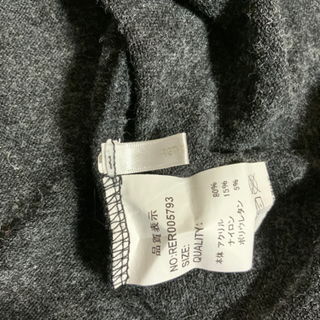 品質表示
NO:RER005793
SIZE:
QUALITY:
本体 アクリル 80%
ナイロン 15%
ポリウレタン 5%